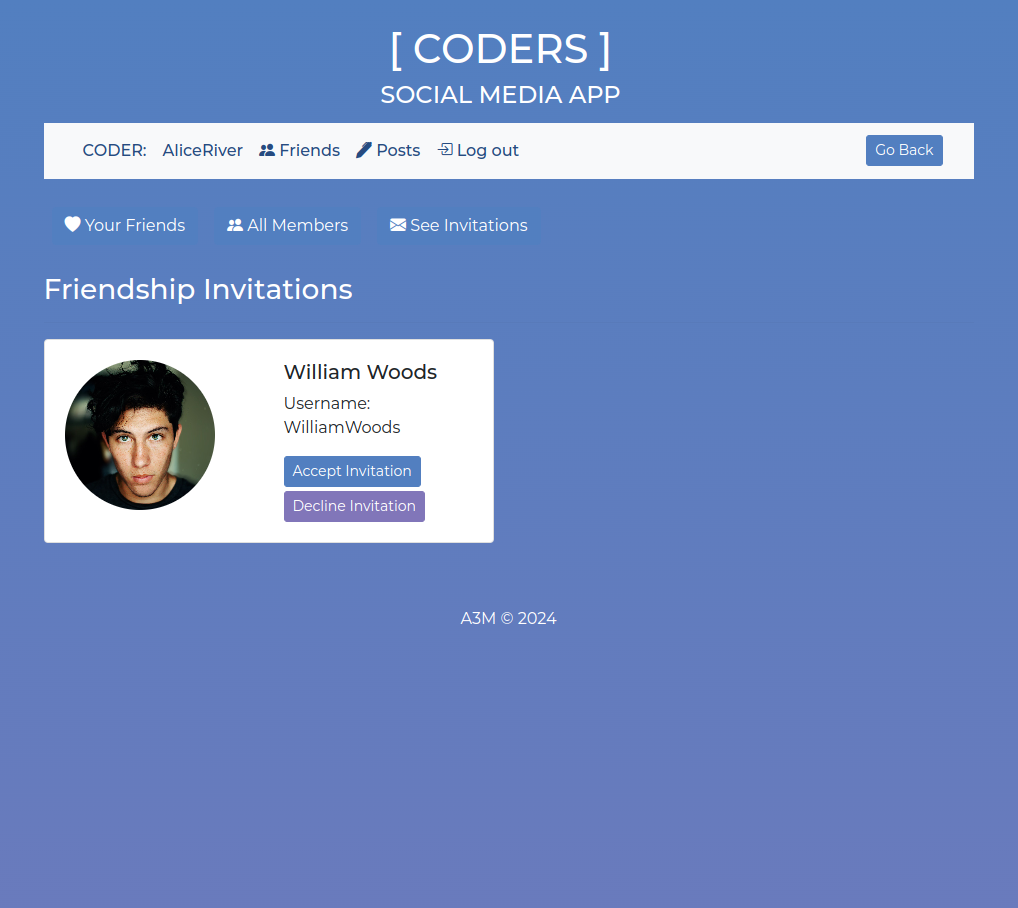 [ CODERS ]
SOCIAL MEDIA APP
CODER: AliceRiver Friends Posts Log out Go Back
Your Friends All Members See Invitations
Friendship Invitations
William Woods
Username:
WilliamWoods
Accept Invitation
Decline Invitation
A3M © 2024